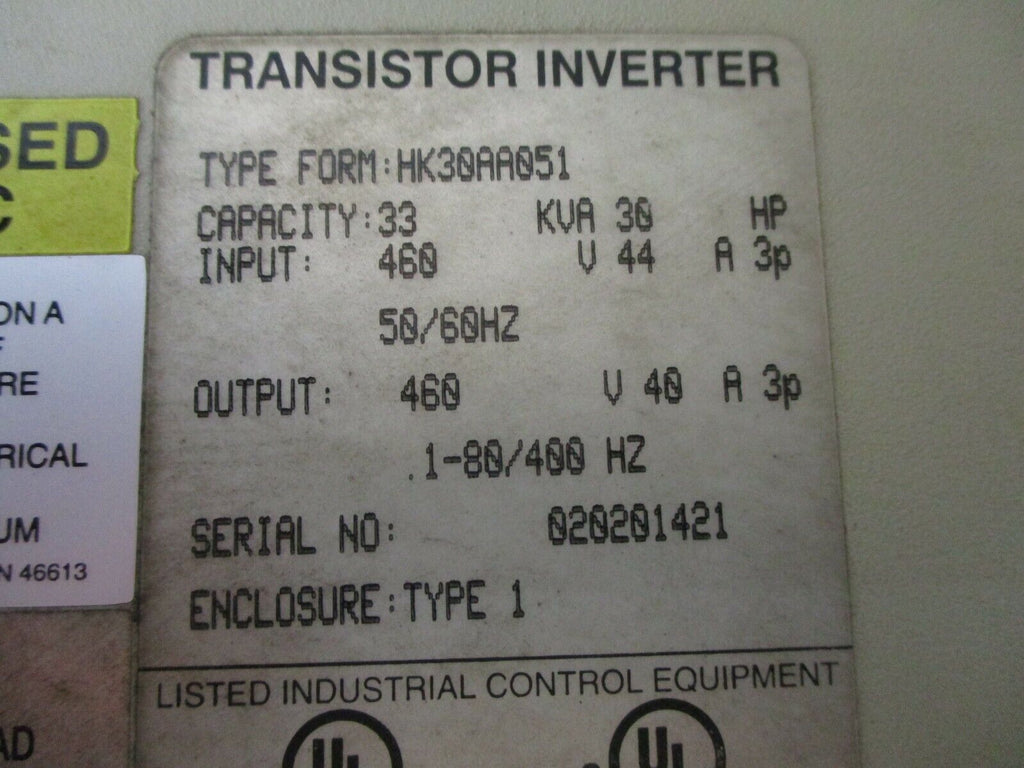 TRANSISTOR INVERTER
TYPE FORM:HK30AA051
CAPACITY:33 KVA 30 HP
INPUT: 460 V 44 A 3p
50/60HZ
OUTPUT: 460 V 40 A 3p
.1-80/400 HZ
SERIAL NO: 020201421
ENCLOSURE:TYPE 1
LISTED INDUSTRIAL CONTROL EQUIPMENT
UL UL
SED
C
ON A
RE
RICAL
UM
N 46613
AD